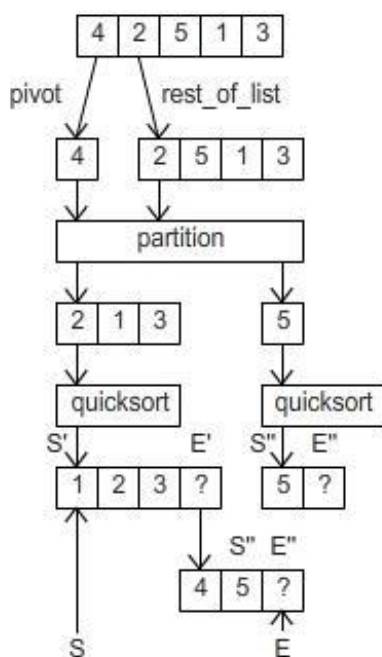 4 2 5 1 3
pivot rest_of_list
4 2 5 1 3
partition
2 1 3 5
quicksort quicksort
S' E' S" E"
1 2 3 ? 5 ?
S" E"
4 5 ?
S E